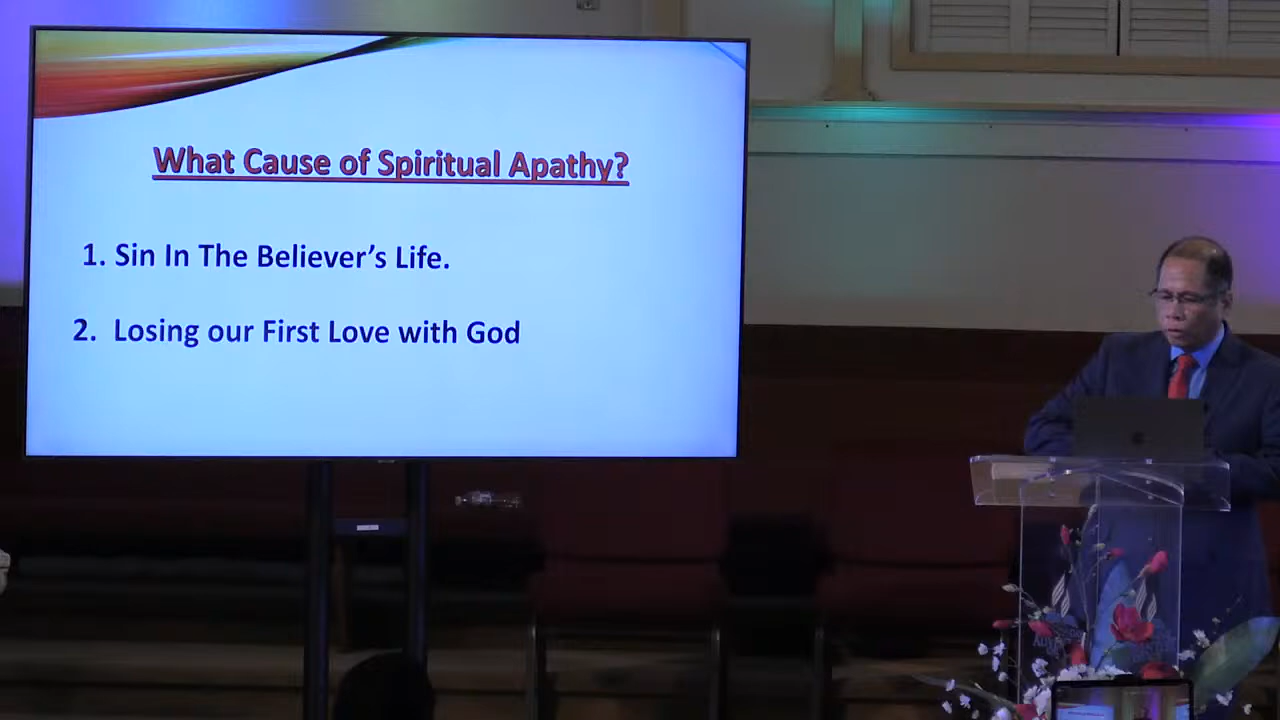 What Cause of Spiritual Apathy?
1. Sin In The Believer's Life.
2. Losing our First Love with God